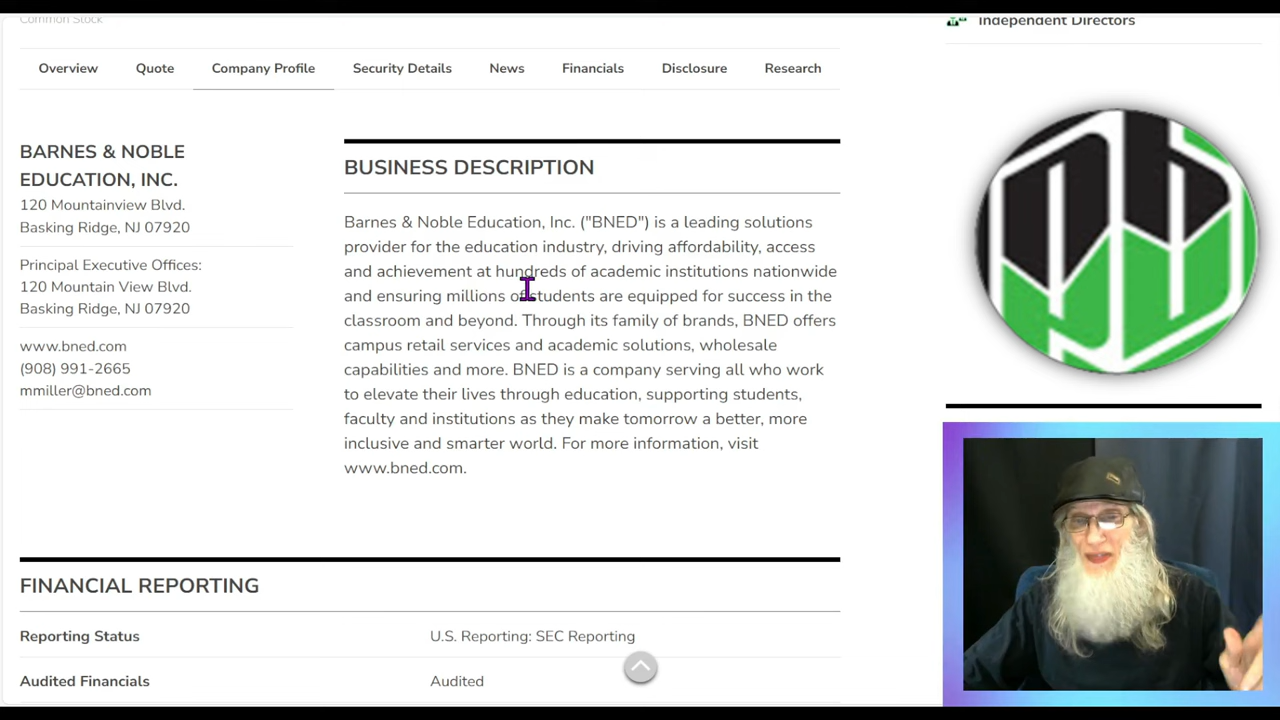 Common Stock
Independent Directors
Overview Quote Company Profile Security Details News Financials Disclosure Research
BARNES & NOBLE
EDUCATION, INC.
120 Mountainview Blvd.
Basking Ridge, NJ 07920
Principal Executive Offices:
120 Mountain View Blvd.
Basking Ridge, NJ 07920
www.bned.com
(908) 991-2665
mmiller@bned.com
BUSINESS DESCRIPTION
Barnes & Noble Education, Inc. ("BNED") is a leading solutions
provider for the education industry, driving affordability, access
and achievement at hundreds of academic institutions nationwide
and ensuring millions of students are equipped for success in the
classroom and beyond. Through its family of brands, BNED offers
campus retail services and academic solutions, wholesale
capabilities and more. BNED is a company serving all who work
to elevate their lives through education, supporting students,
faculty and institutions as they make tomorrow a better, more
inclusive and smarter world. For more information, visit
www.bned.com.
FINANCIAL REPORTING
Reporting Status U.S. Reporting: SEC Reporting
Audited Financials Audited